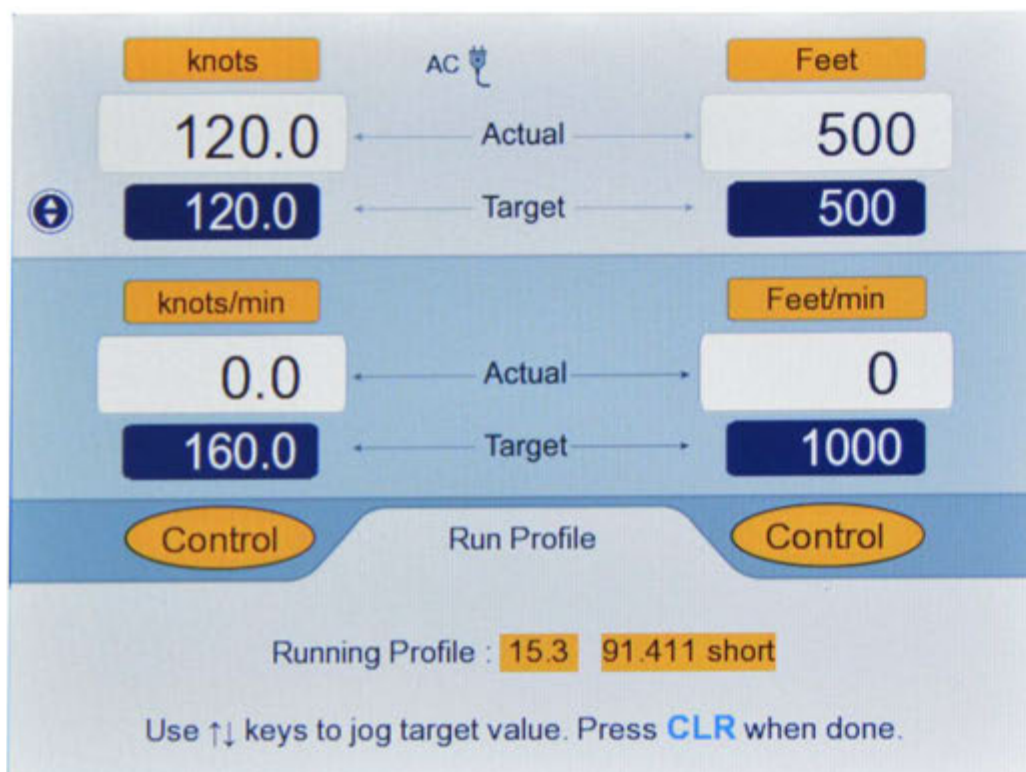 knots AC Feet
120.0 Actual 500
120.0 Target 500
knots/min Feet/min
0.0 Actual 0
160.0 Target 1000
Control Run Profile Control
Running Profile : 15.3 91.411 short
Use ↑↓ keys to jog target value. Press CLR when done.